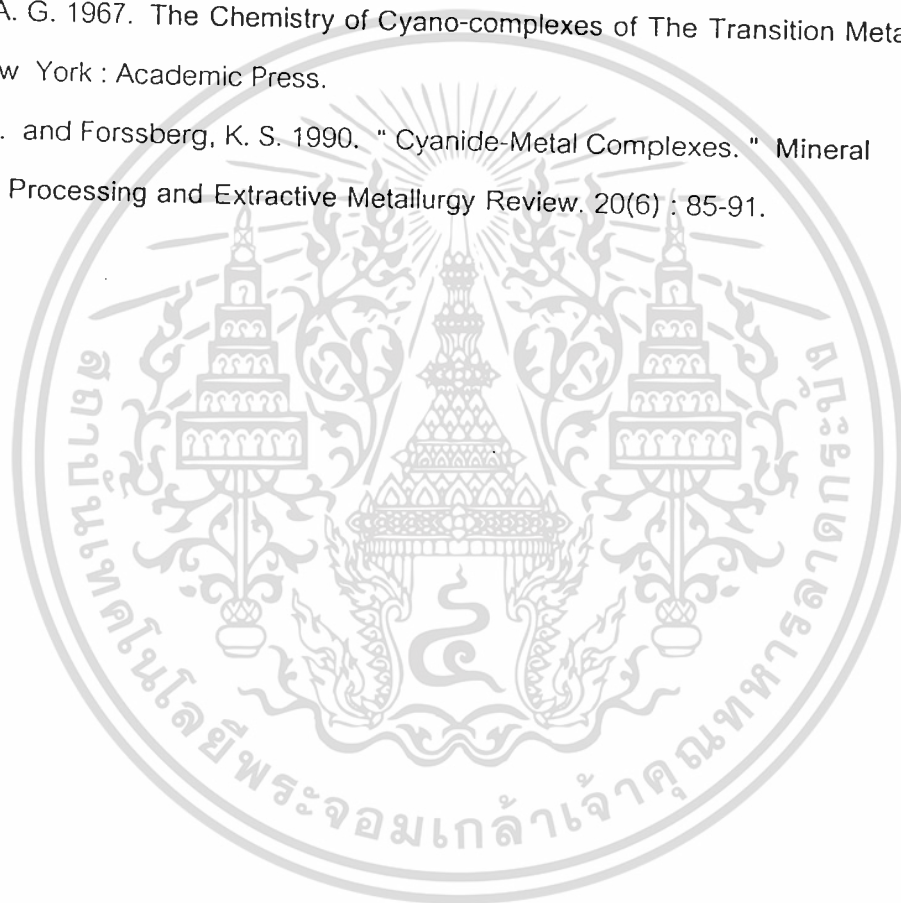 A. G. 1967. The Chemistry of Cyano-complexes of The Transition Meta
w York : Academic Press.
. and Forssberg, K. S. 1990. " Cyanide-Metal Complexes. " Mineral
Processing and Extractive Metallurgy Review. 20(6) : 85-91.
สถาบันเทคโนโลยีพระจอมเกล้าเจ้าคุณทหารลาดกระบัง